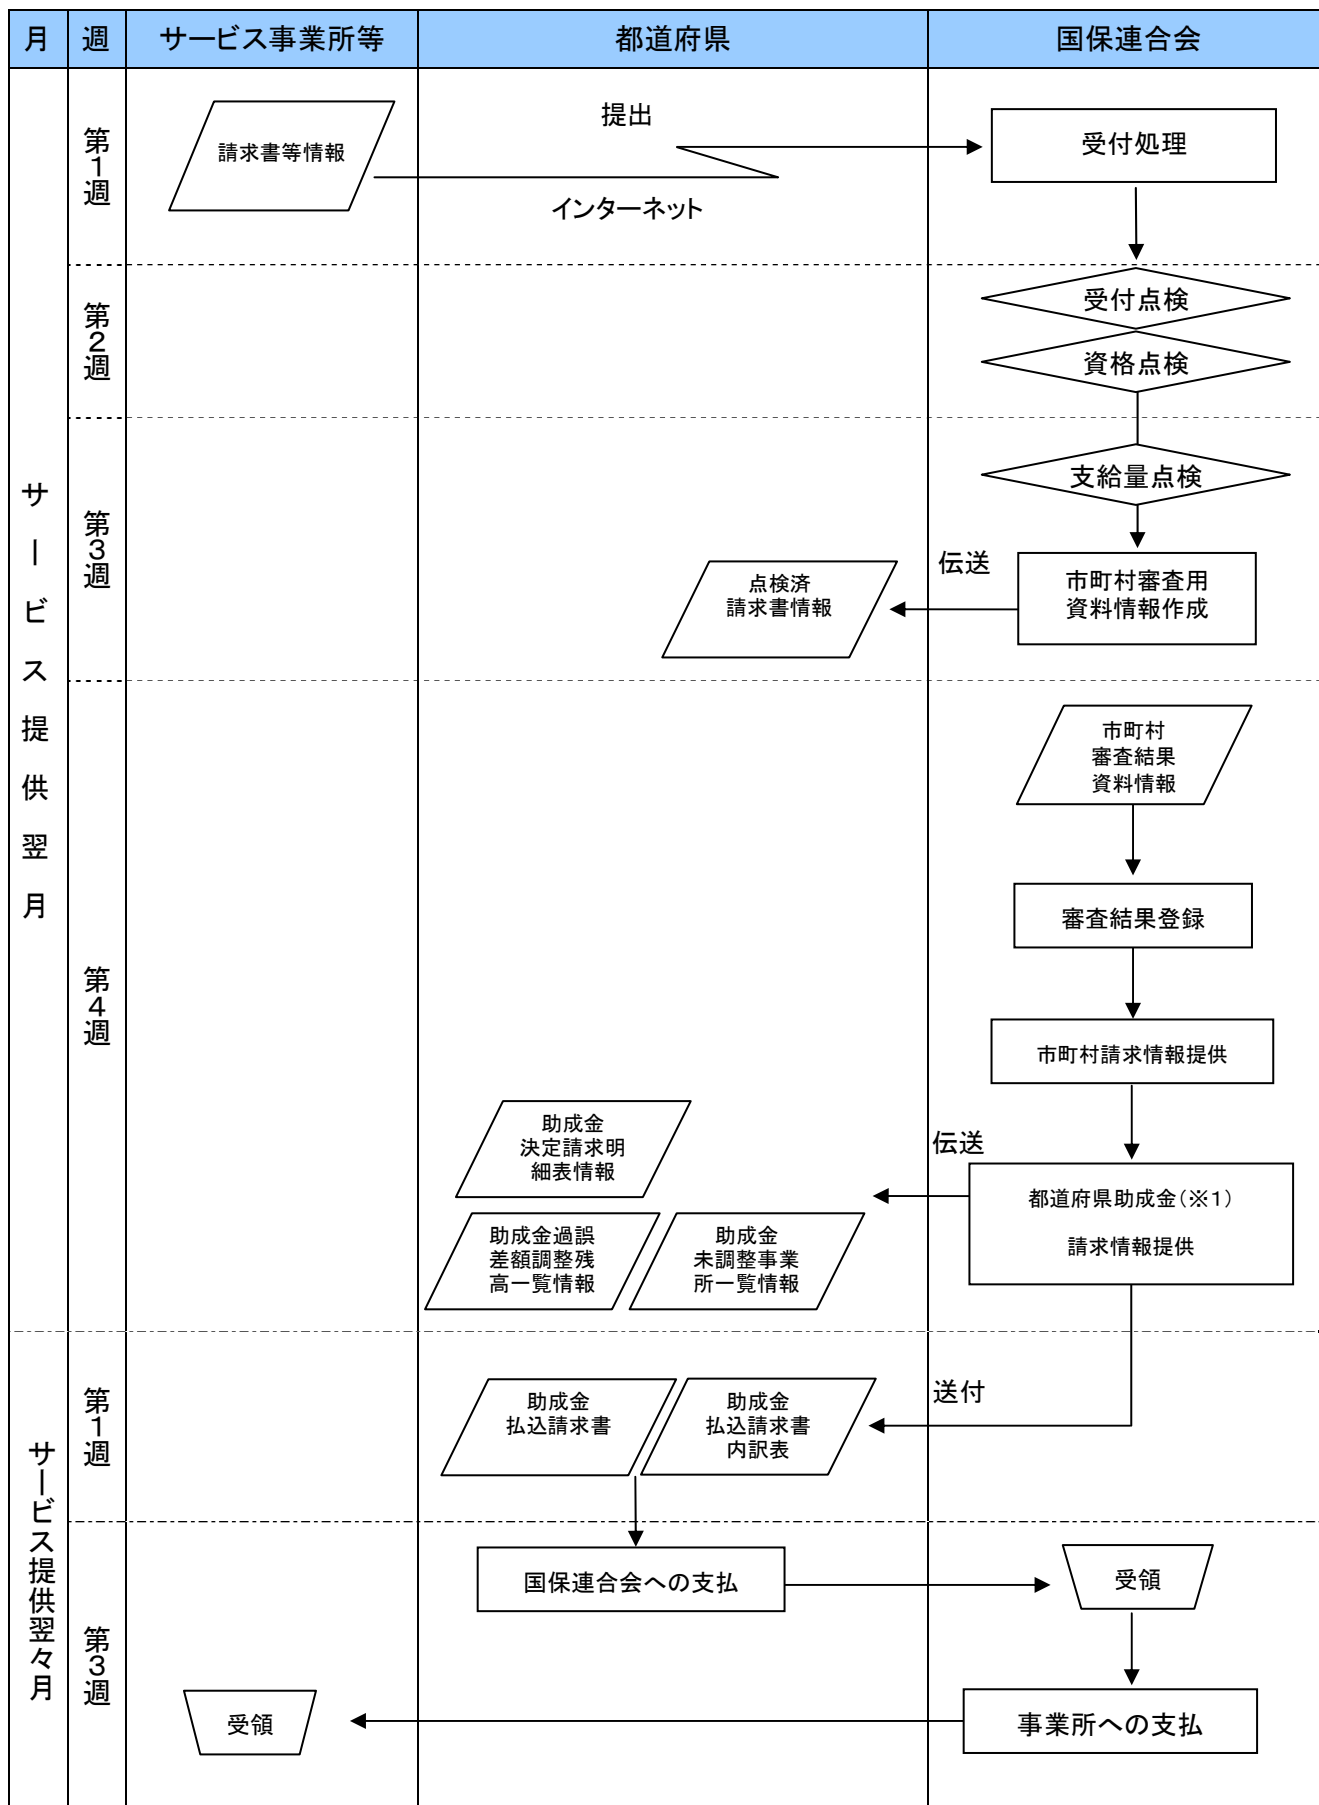 月 週 サービス事業所等 都道府県 国保連合会
サービス提供翌月
第1週
請求書等情報
提出
インターネット
受付処理
第2週
受付点検
資格点検
第3週
支給量点検
伝送
市町村審査用
資料情報作成
点検済
請求書情報
第4週
市町村
審査結果
資料情報
審査結果登録
市町村請求情報提供
伝送
都道府県助成金(※1)
請求情報提供
助成金
決定請求明
細表情報
助成金過誤
差額調整残
高一覧情報
助成金
未調整事業
所一覧情報
サービス提供翌々月
第1週
送付
助成金
払込請求書
助成金
払込請求書
内訳表
第3週
国保連合会への支払
受領
事業所への支払
受領